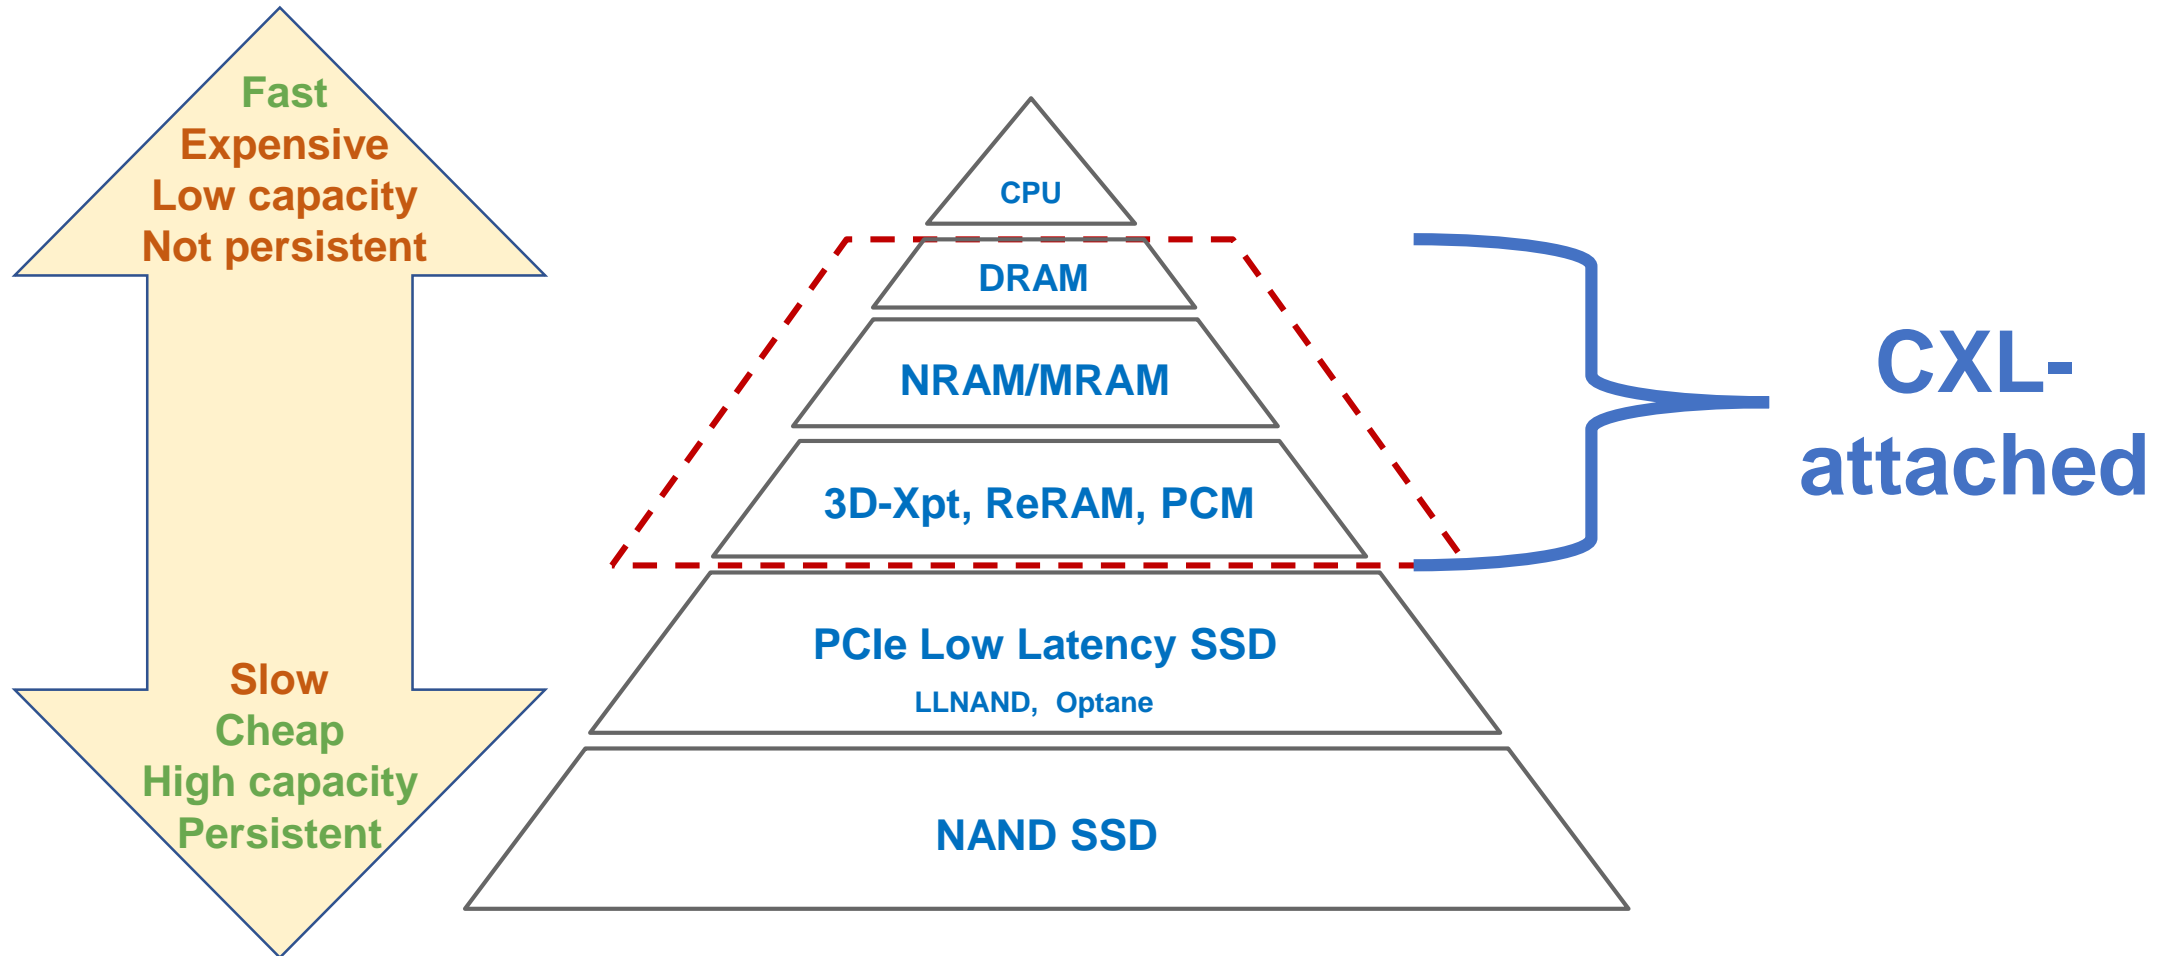 Fast
Expensive
Low capacity
Not persistent
Slow
Cheap
High capacity
Persistent
CPU
DRAM
NRAM/MRAM
3D-Xpt, ReRAM, PCM
PCIe Low Latency SSD
LLNAND, Optane
NAND SSD
CXL-
attached